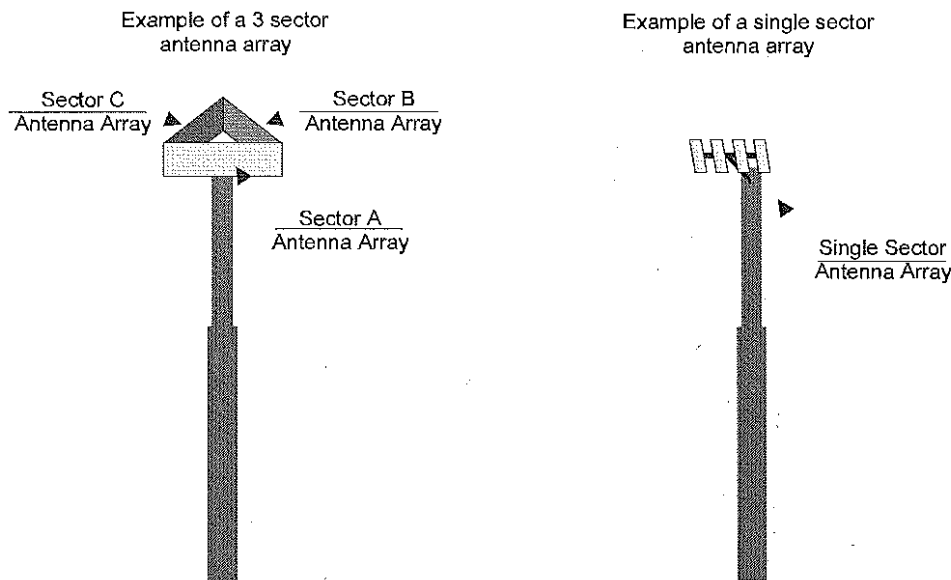 Example of a 3 sector
antenna array
Example of a single sector
antenna array
Sector C
Antenna Array
Sector B
Antenna Array
Sector A
Antenna Array
Single Sector
Antenna Array